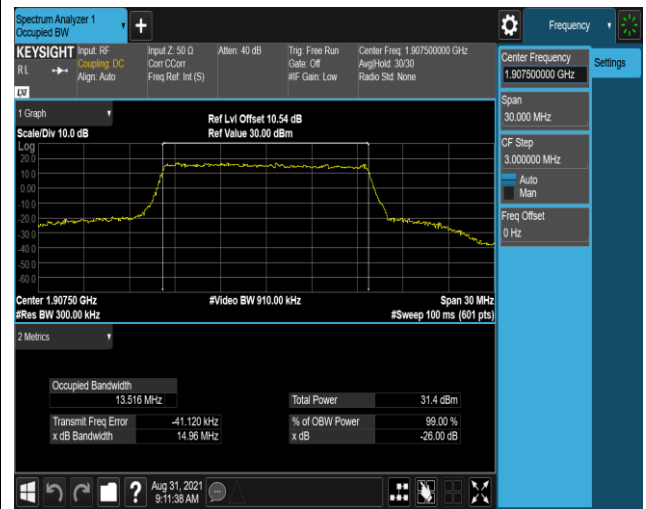 Spectrum Analyzer 1
Occupied BW
+
Frequency
KEYSIGHT
RL
LXI
Input: RF
Coupling: DC
Align: Auto
Input Z: 50 Ω
Corr CCorr
Freq Ref: Int (S)
Atten: 40 dB
Trig: Free Run
Gate: Off
#IF Gain: Low
Center Freq: 1.907500000 GHz
Avg|Hold: 30/30
Radio Std: None
Center Frequency
1.907500000 GHz
Settings
Span
30.000 MHz
CF Step
3.000000 MHz
Auto
Man
Freq Offset
0 Hz
1 Graph
Scale/Div 10.0 dB
Ref Lvl Offset 10.54 dB
Ref Value 30.00 dBm
Log
20.0
10.0
0.00
-10.0
-20.0
-30.0
-40.0
-50.0
-60.0
Center 1.90750 GHz
#Res BW 300.00 kHz
#Video BW 910.00 kHz
Span 30 MHz
#Sweep 100 ms (601 pts)
2 Metrics
Occupied Bandwidth
13.516 MHz
Total Power 31.4 dBm
Transmit Freq Error -41.120 kHz
% of OBW Power 99.00 %
x dB Bandwidth 14.96 MHz
x dB -26.00 dB
?
Aug 31, 2021
9:11:38 AM